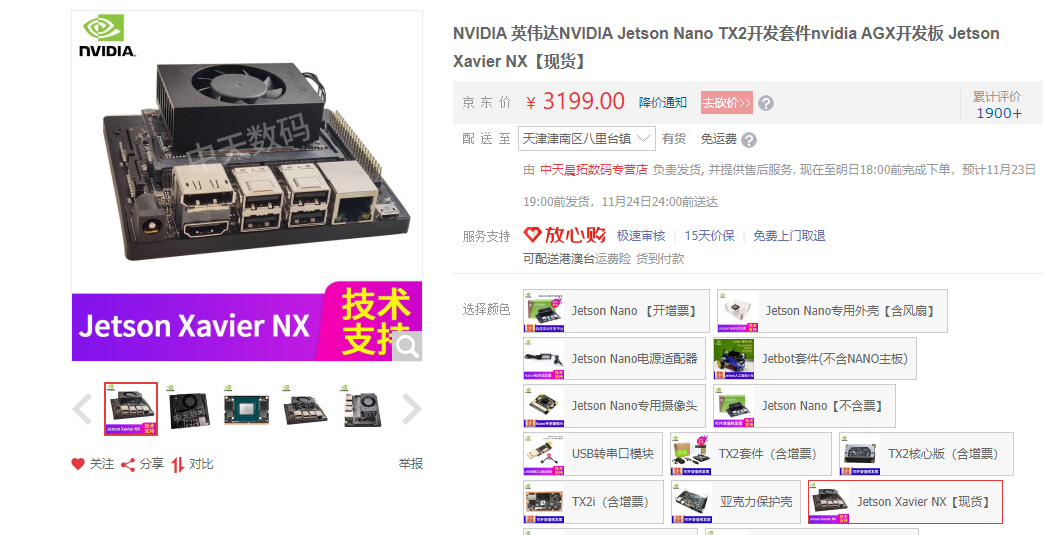 NVIDIA.
中天数码
Jetson Xavier NX
技术
支持
关注
分享
对比
举报
NVIDIA 英伟达NVIDIA Jetson Nano TX2开发套件nvidia AGX开发板 Jetson
Xavier NX【现货】
京东价
￥ 3199.00 降价通知 去砍价>> ?
累计评价
1900+
配送至
天津津南区八里台镇 有货 免运费 ?
由 中天晨拓数码专营店 负责发货, 并提供售后服务. 现在至明日18:00前完成下单，预计11月23日
19:00前发货，11月24日24:00前送达
服务支持
放心购 极速审核 15天价保 免费上门取退
可配送港澳台运费险 货到付款
选择颜色
Jetson Nano 【开增票】
Jetson Nano专用外壳【含风扇】
Jetson Nano电源适配器
Jetbot套件(不含NANO主板)
Jetson Nano专用摄像头
Jetson Nano【不含票】
USB转串口模块
TX2套件（含增票）
TX2核心版（含增票）
TX2i（含增票）
亚克力保护壳
Jetson Xavier NX【现货】